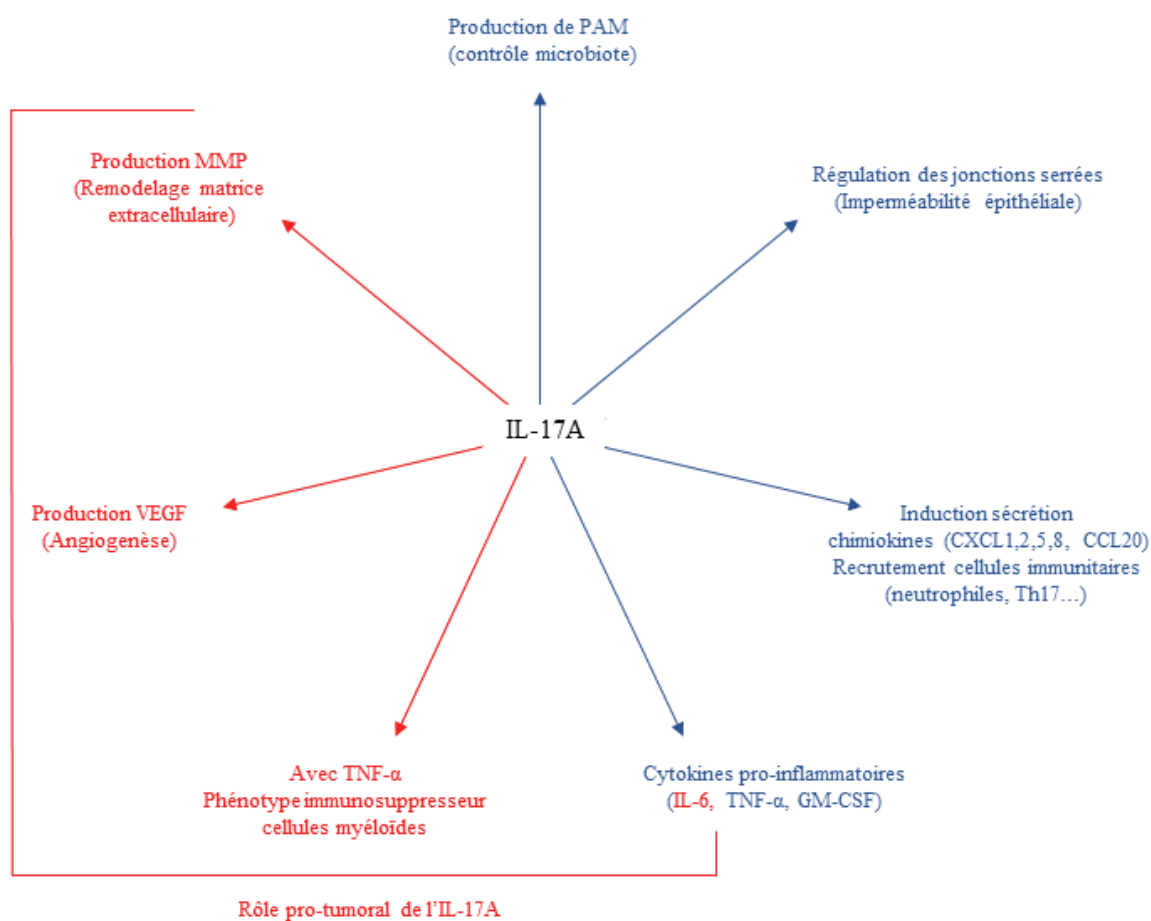 Production de PAM
(contrôle microbiote)
Production MMP
(Remodelage matrice
extracellulaire)
Régulation des jonctions serrées
(Imperméabilité épithéliale)
IL-17A
Production VEGF
(Angiogenèse)
Induction sécrétion
chimiokines (CXCL1,2,5,8, CCL20)
Recrutement cellules immunitaires
(neutrophiles, Th17…)
Avec TNF-α
Phénotype immunosuppresseur
cellules myéloïdes
Cytokines pro-inflammatoires
(IL-6, TNF-α, GM-CSF)
Rôle pro-tumoral de l'IL-17A